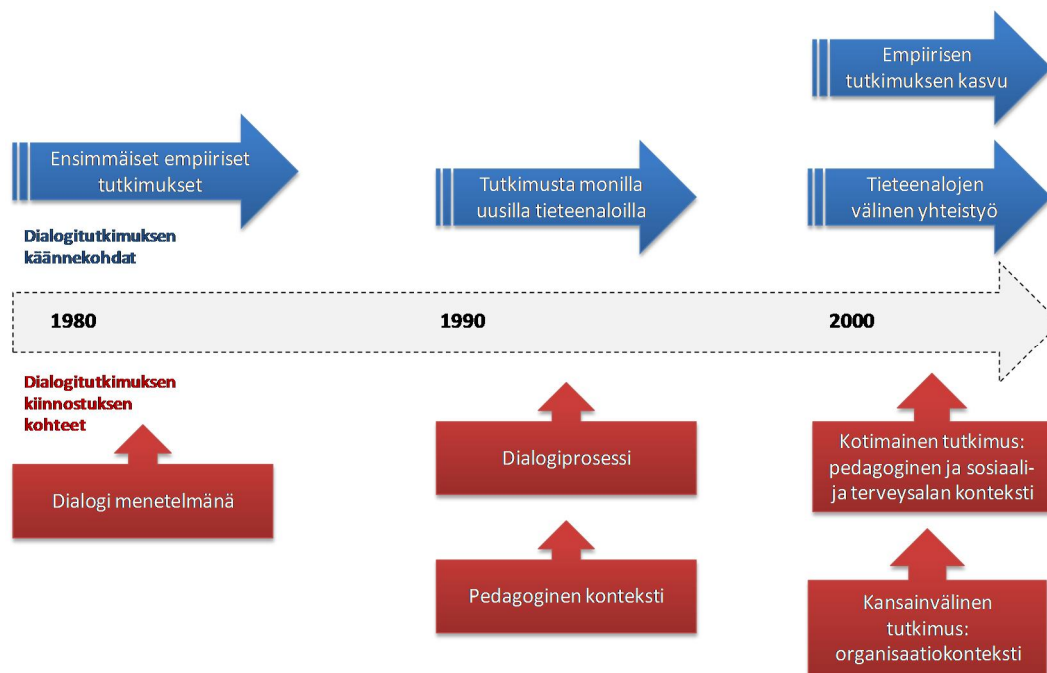 Empiirisen
tutkimuksen kasvu
Ensimmäiset empiiriset
tutkimukset
Tutkimusta monilla
uusilla tieteenaloilla
Tieteenalojen
välinen yhteistyö
Dialogitutkimuksen
käännekohdat
1980
1990
2000
Dialogitutkimuksen
kiinnostuksen
kohteet
Dialogi menetelmänä
Dialogiprosessi
Kotimainen tutkimus:
pedagoginen ja sosiaali-
ja terveysalan konteksti
Pedagoginen konteksti
Kansainvälinen
tutkimus:
organisaatiokonteksti